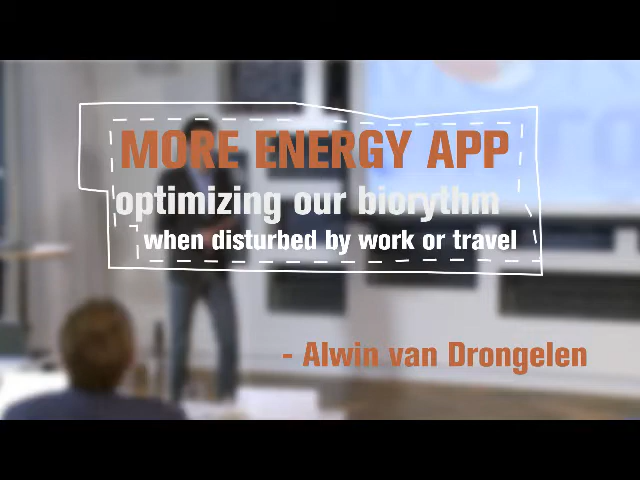 MORE ENERGY APP
optimizing our biorythm
when disturbed by work or travel
- Alwin van Drongelen